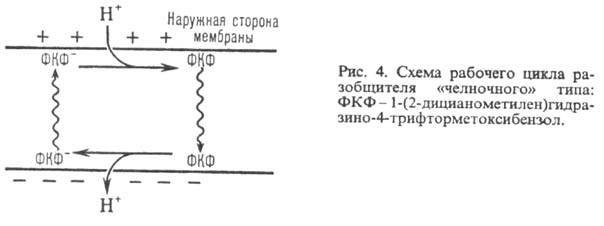 H⁺
Наружная сторона
+ + + + мембраны
ФКФ⁻ ФКФ
ФКФ⁻ ФКФ
– – – – – – –
H⁺
Рис. 4. Схема рабочего цикла ра-
зобщителя «челночного» типа:
ФКФ – 1-(2-дицианометилен)гидра-
зино-4-трифторметоксибензол.